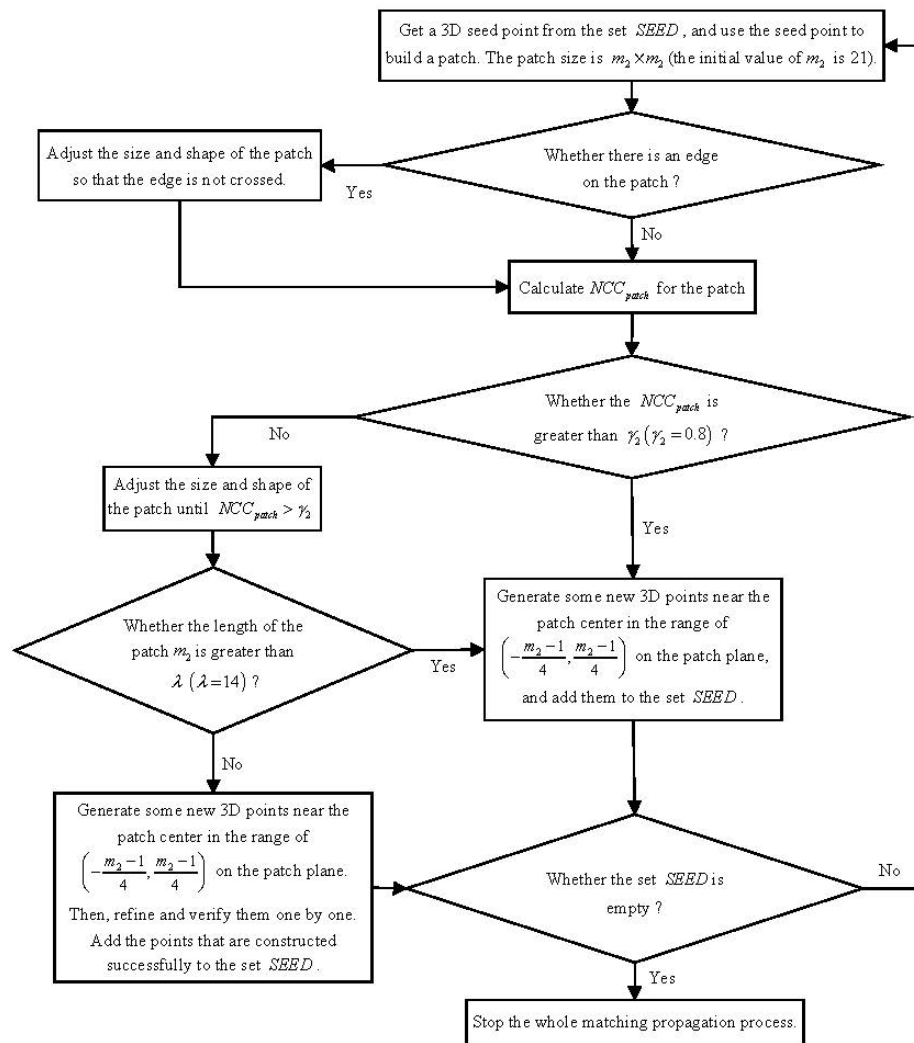 Get a 3D seed point from the set SEED, and use the seed point to
build a patch. The patch size is m₂×m₂ (the initial value of m₂ is 21).
Whether there is an edge
on the patch ?
Adjust the size and shape of the patch
so that the edge is not crossed.
Yes
No
Calculate NCC_patch for the patch
Whether the NCC_patch is
greater than γ₂ (γ₂ = 0.8) ?
No
Adjust the size and shape of
the patch until NCC_patch > γ₂
Yes
Whether the length of the
patch m₂ is greater than
λ (λ=14) ?
Yes
Generate some new 3D points near the
patch center in the range of
(-(m₂-1)/4, (m₂-1)/4) on the patch plane,
and add them to the set SEED.
No
Generate some new 3D points near the
patch center in the range of
(-(m₂-1)/4, (m₂-1)/4) on the patch plane.
Then, refine and verify them one by one.
Add the points that are constructed
successfully to the set SEED.
Whether the set SEED is
empty ?
No
Yes
Stop the whole matching propagation process.